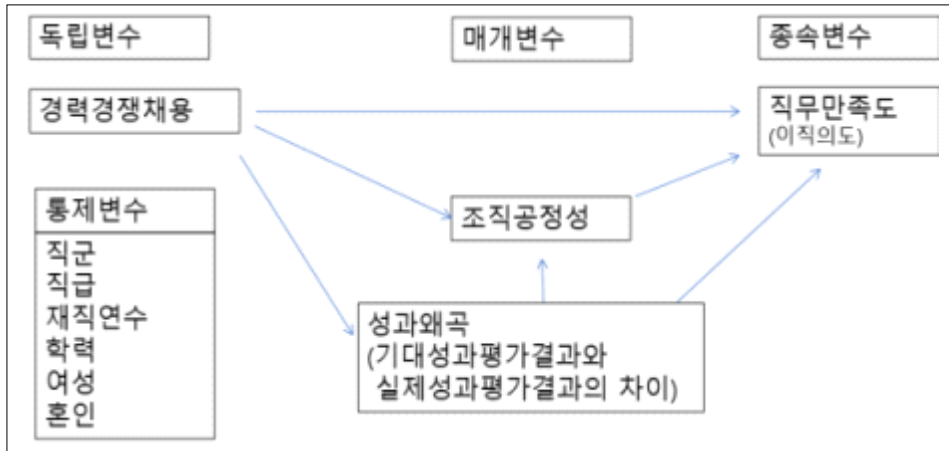 독립변수
매개변수
종속변수
경력경쟁채용
직무만족도
(이직의도)
통제변수
직군
직급
재직연수
학력
여성
혼인
조직공정성
성과왜곡
(기대성과평가결과와
실제성과평가결과의 차이)